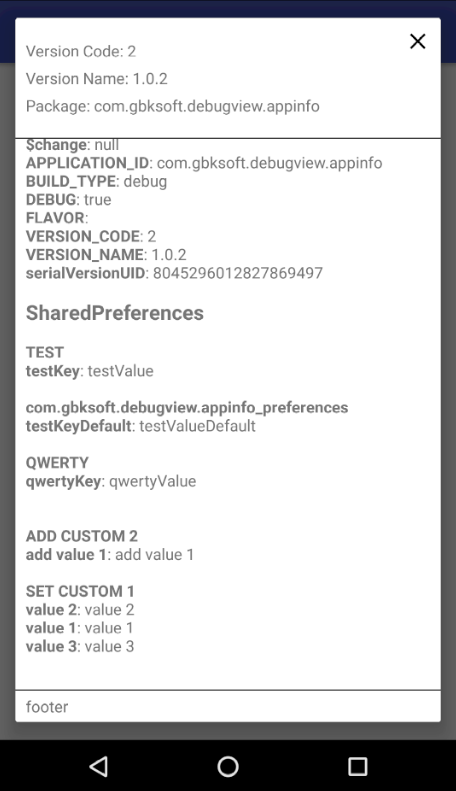 Version Code: 2
Version Name: 1.0.2
Package: com.gbksoft.debugview.appinfo
$change: null
APPLICATION_ID: com.gbksoft.debugview.appinfo
BUILD_TYPE: debug
DEBUG: true
FLAVOR:
VERSION_CODE: 2
VERSION_NAME: 1.0.2
serialVersionUID: 8045296012827869497
SharedPreferences
TEST
testKey: testValue
com.gbksoft.debugview.appinfo_preferences
testKeyDefault: testValueDefault
QWERTY
qwertyKey: qwertyValue
ADD CUSTOM 2
add value 1: add value 1
SET CUSTOM 1
value 2: value 2
value 1: value 1
value 3: value 3
footer